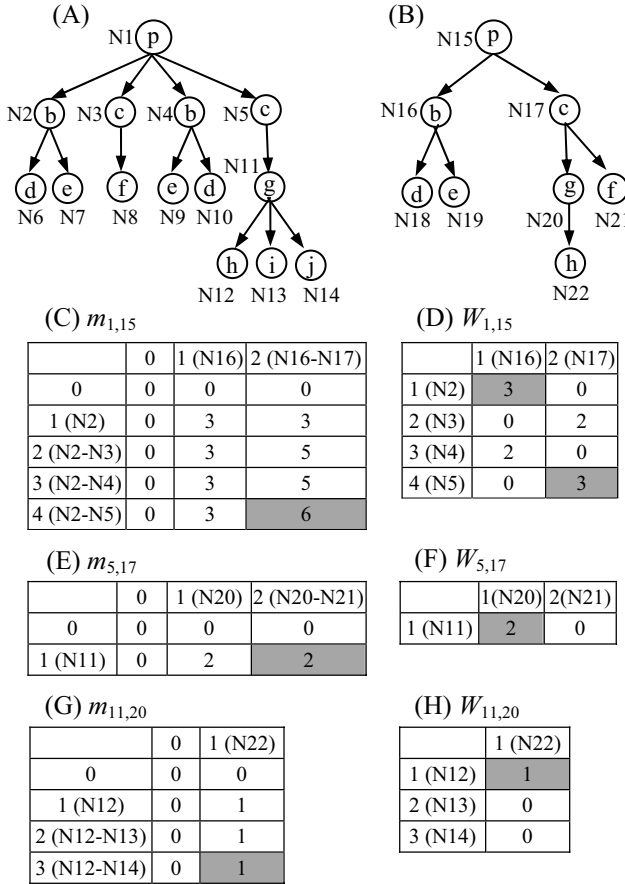 (A) (B)
N1 p N15 p
N2 b N3 c N4 b N5 c N16 b N17 c
N11
d e f e d g d e g f
N6 N7 N8 N9 N10 N18 N19 N20 N21
h i j h
N12 N13 N14 N22
(C) m1,15
0 1 (N16) 2 (N16-N17)
0 0 0 0
1 (N2) 0 3 3
2 (N2-N3) 0 3 5
3 (N2-N4) 0 3 5
4 (N2-N5) 0 3 6
(D) W1,15
1 (N16) 2 (N17)
1 (N2) 3 0
2 (N3) 0 2
3 (N4) 2 0
4 (N5) 0 3
(E) m5,17
0 1 (N20) 2 (N20-N21)
0 0 0 0
1 (N11) 0 2 2
(F) W5,17
1(N20) 2(N21)
1 (N11) 2 0
(G) m11,20
0 1 (N22)
0 0 0
1 (N12) 0 1
2 (N12-N13) 0 1
3 (N12-N14) 0 1
(H) W11,20
1 (N22)
1 (N12) 1
2 (N13) 0
3 (N14) 0